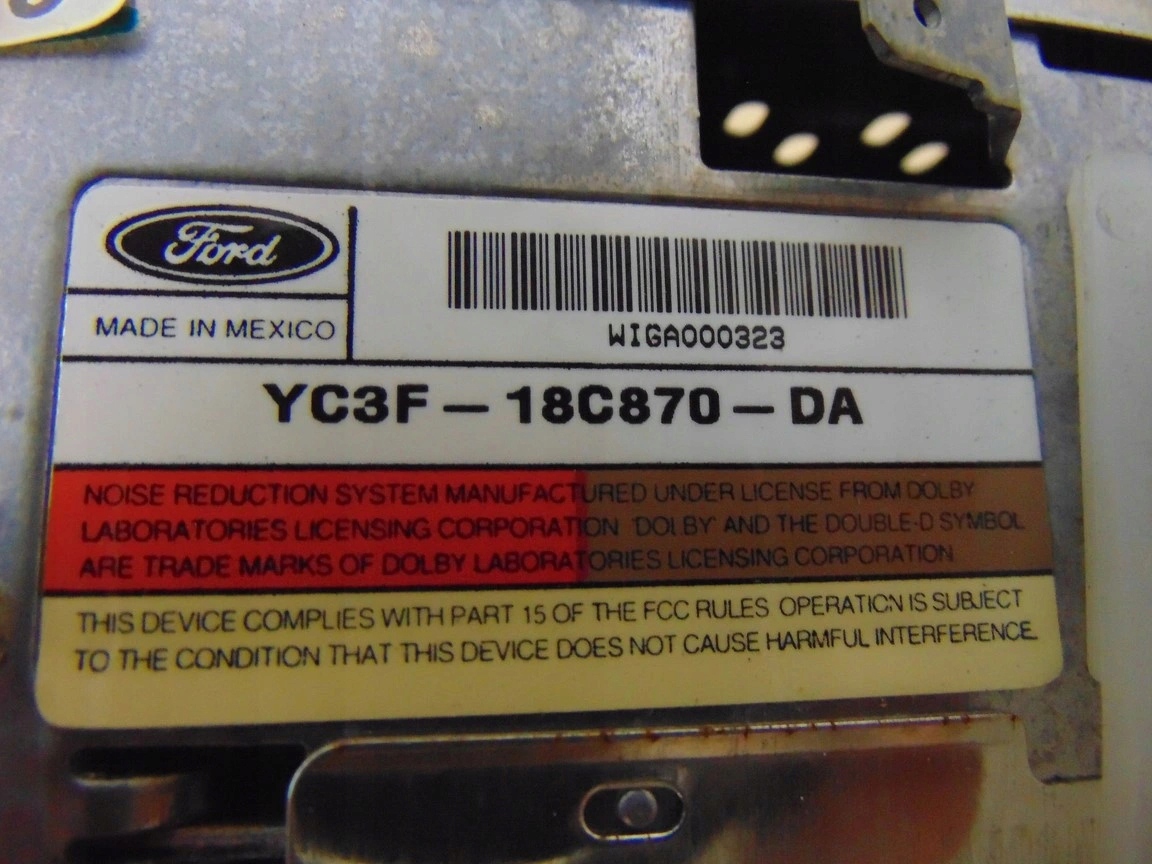 Ford
MADE IN MEXICO
WIGA000323
YC3F - 18C870 - DA
NOISE REDUCTION SYSTEM MANUFACTURED UNDER LICENSE FROM DOLBY
LABORATORIES LICENSING CORPORATION 'DOLBY' AND THE DOUBLE-D SYMBOL
ARE TRADE MARKS OF DOLBY LABORATORIES LICENSING CORPORATION
THIS DEVICE COMPLIES WITH PART 15 OF THE FCC RULES OPERATION IS SUBJECT
TO THE CONDITION THAT THIS DEVICE DOES NOT CAUSE HARMFUL INTERFERENCE.